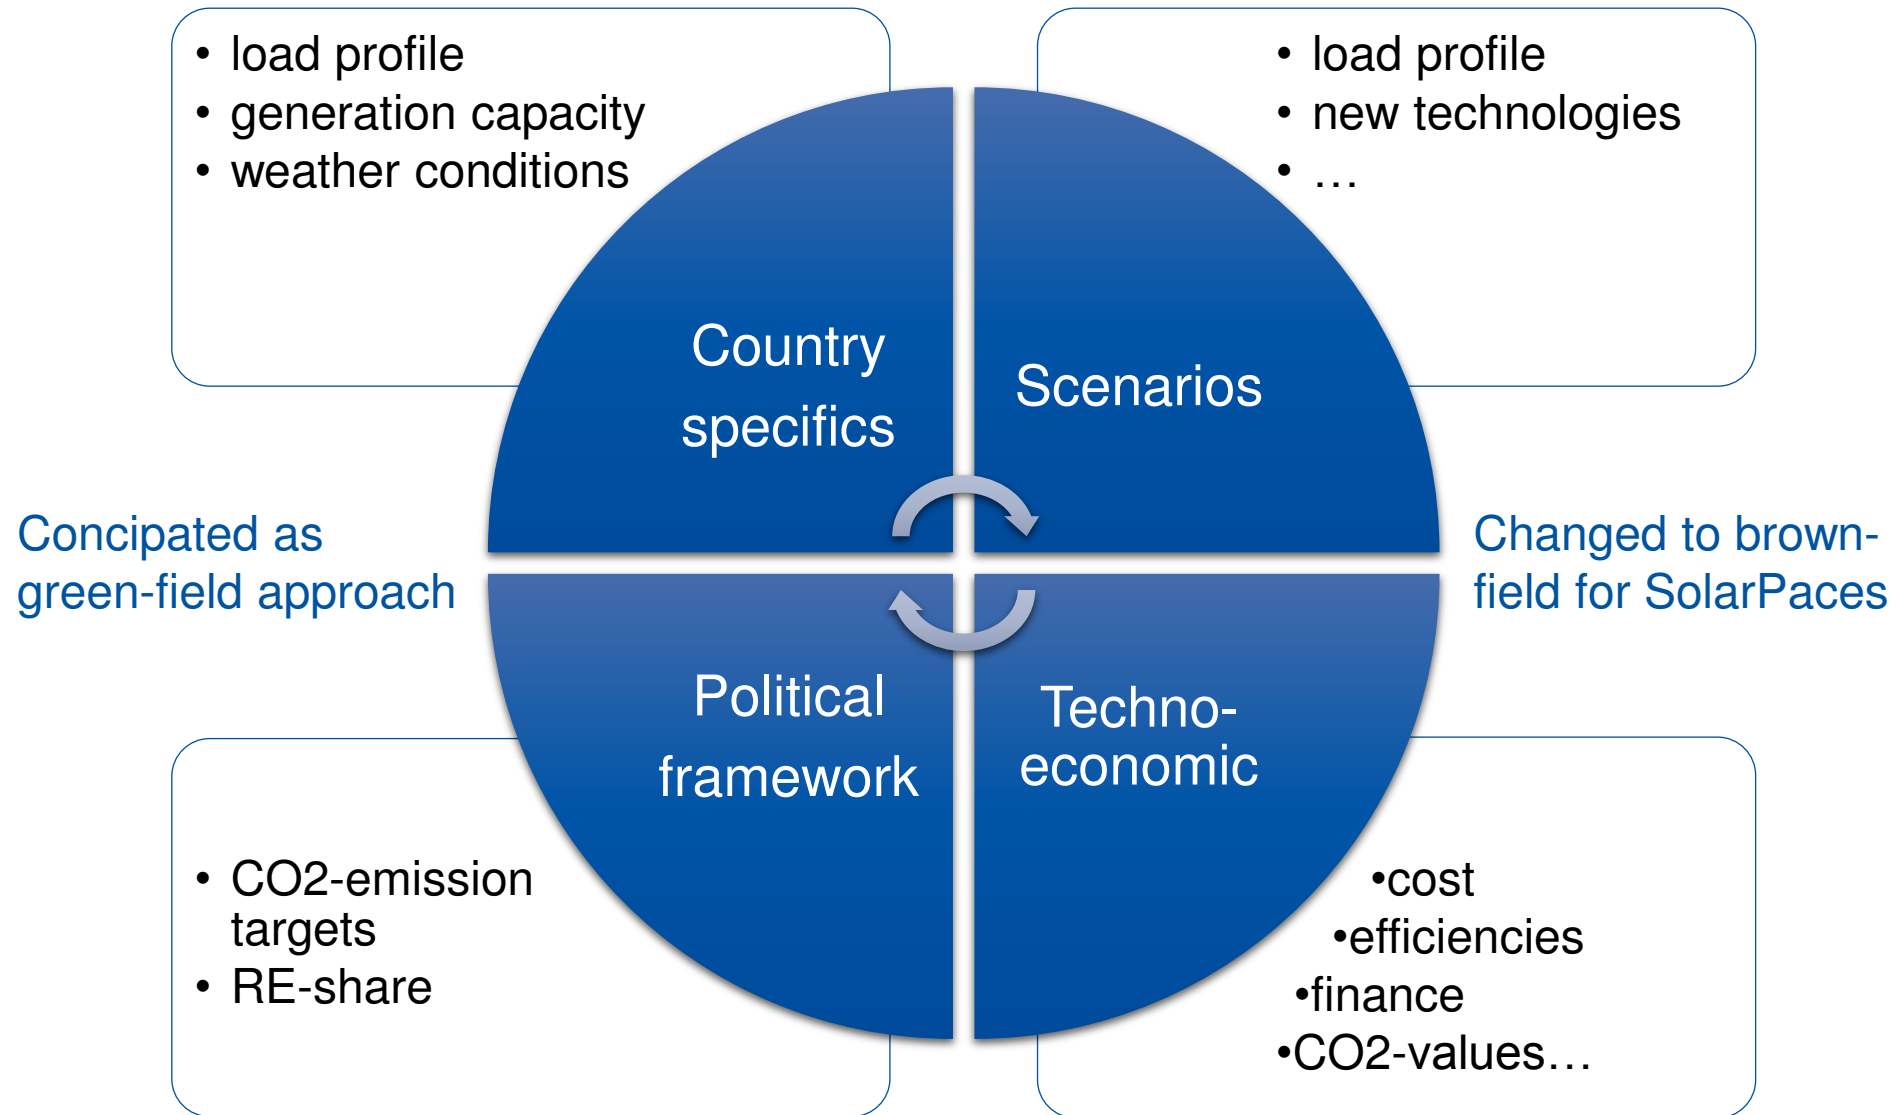 • load profile
• generation capacity
• weather conditions
• load profile
• new technologies
• …
Country
specifics
Scenarios
Concipated as
green-field approach
Changed to brown-
field for SolarPaces
Political
framework
Techno-
economic
• CO2-emission
targets
• RE-share
•cost
•efficiencies
•finance
•CO2-values…